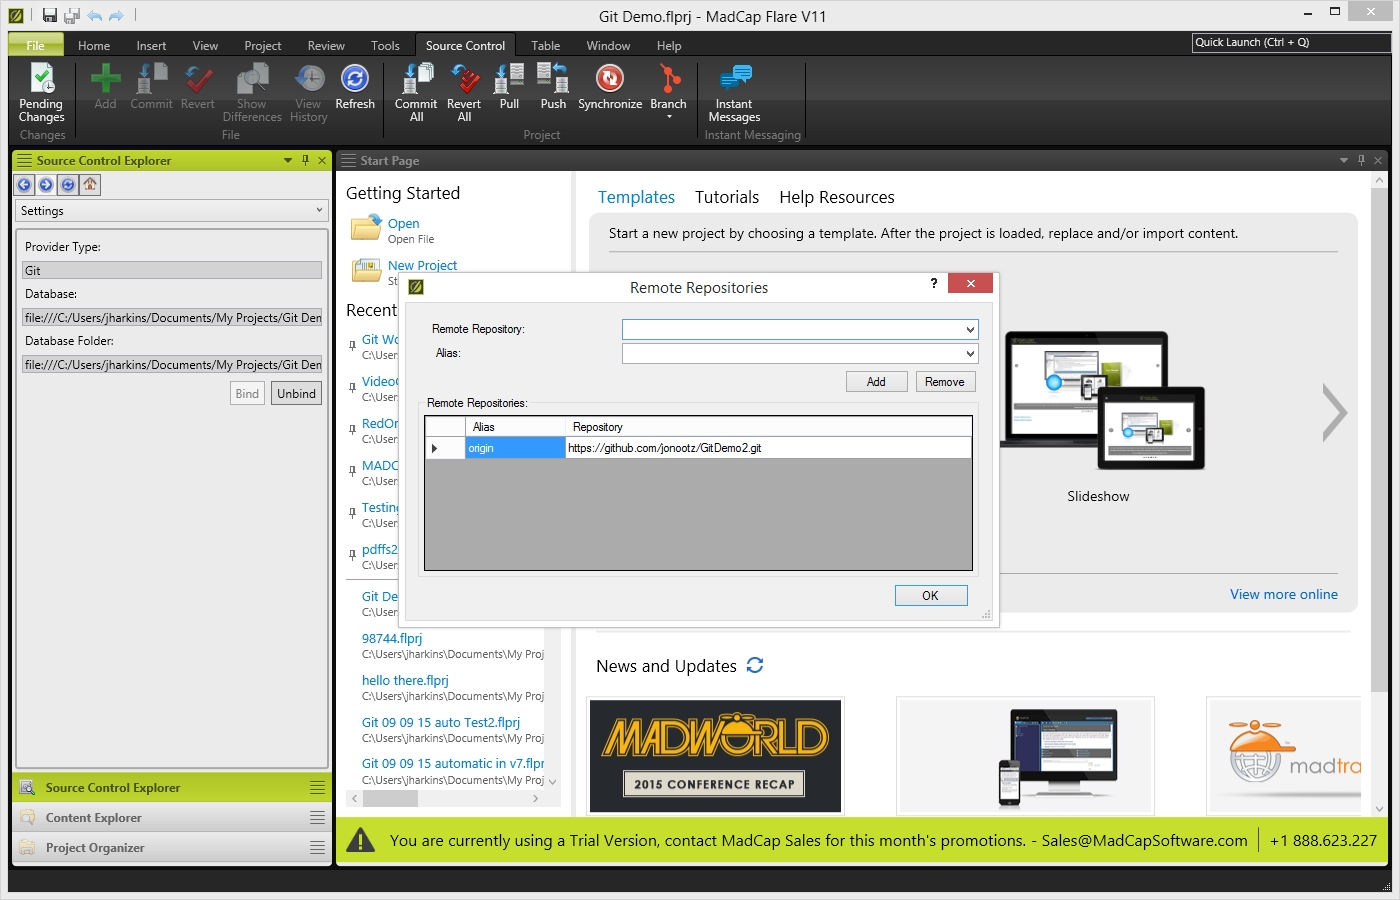 Git Demo.flprj - MadCap Flare V11
File Home Insert View Project Review Tools Source Control Table Window Help
Quick Launch (Ctrl + Q)
Pending Changes
Add
Commit
Revert
Show Differences
View History
Refresh
Commit All
Revert All
Pull
Push
Synchronize
Branch
Instant Messages
Changes
File
Project
Instant Messaging
Source Control Explorer
Settings
Provider Type:
Git
Database:
file:///C:/Users/jharkins/Documents/My Projects/Git Den
Database Folder:
file:///C:/Users/jharkins/Documents/My Projects/Git Den
Bind
Unbind
Source Control Explorer
Content Explorer
Project Organizer
Start Page
Getting Started
Open
Open File
New Project
St
Recent
Git Wo
C:\User
Video
C:\User
RedOr
C:\User
MADC
C:\User
Testing
C:\User
pdffs2
C:\User
Git De
C:\User
98744.flprj
C:\Users\jharkins\Documents\My Proj
hello there.flprj
C:\Users\jharkins\Documents\My Proj
Git 09 09 15 auto Test2.flprj
C:\Users\jharkins\Documents\My Proj
Git 09 09 15 automatic in v7.flpr
C:\Users\jharkins\Documents\My Proj
Templates Tutorials Help Resources
Start a new project by choosing a template. After the project is loaded, replace and/or import content.
Slideshow
View more online
Remote Repositories
?
Remote Repository:
Alias:
Add
Remove
Remote Repositories:
Alias Repository
origin https://github.com/jonootz/GitDemo2.git
OK
News and Updates
MADWORLD
2015 CONFERENCE RECAP
madtra
You are currently using a Trial Version, contact MadCap Sales for this month's promotions. - Sales@MadCapSoftware.com
+1 888.623.227